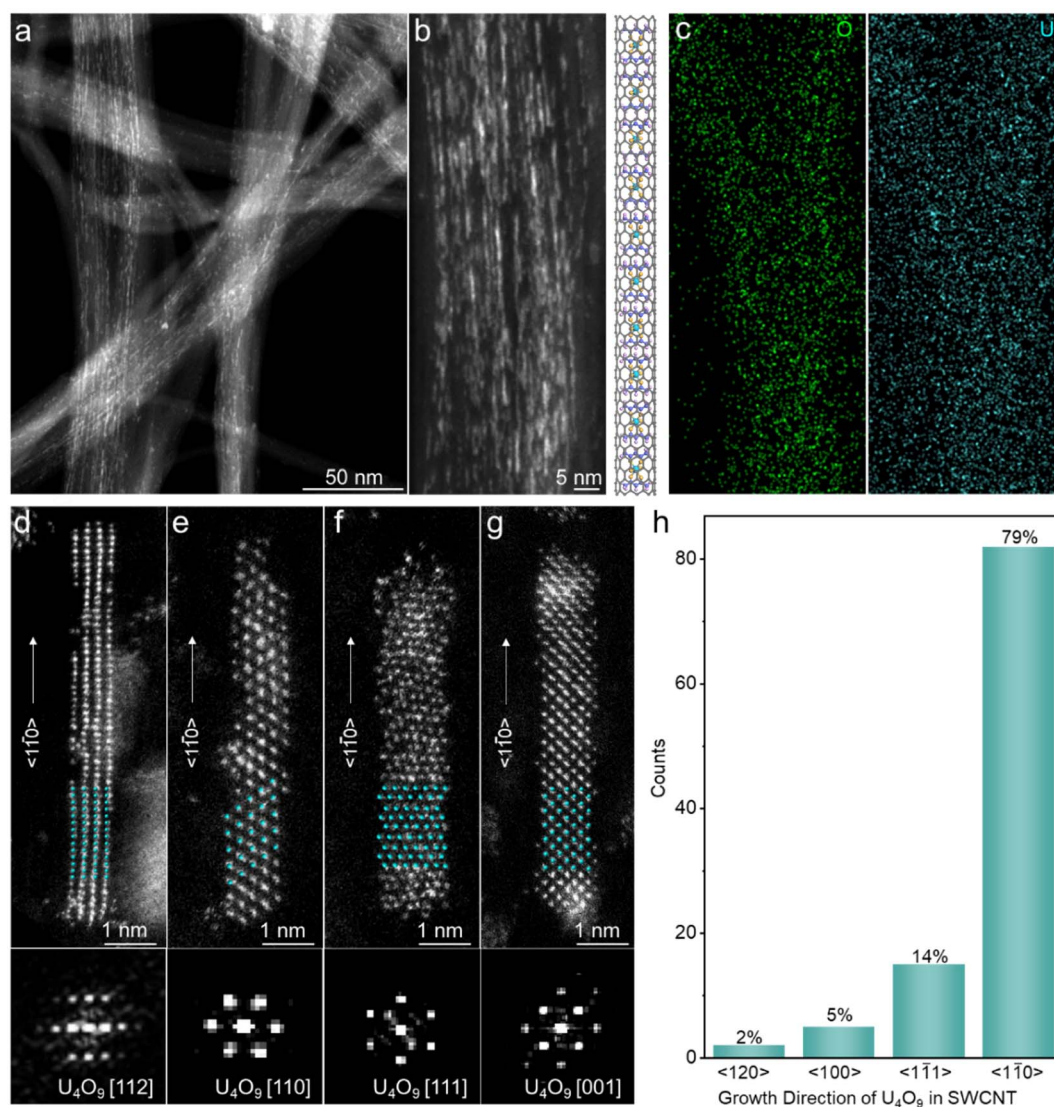 a
b
c
O
U
50 nm
5 nm
d
e
f
g
h
<11̅0>
<11̅0>
<11̅0>
<11̅0>
1 nm
1 nm
1 nm
1 nm
U₄O₉ [112]
U₄O₉ [110]
U₄O₉ [111]
U₄O₉ [001]
79%
14%
5%
2%
80
60
40
20
0
Counts
<120>
<100>
<11̅1>
<11̅0>
Growth Direction of U₄O₉ in SWCNT